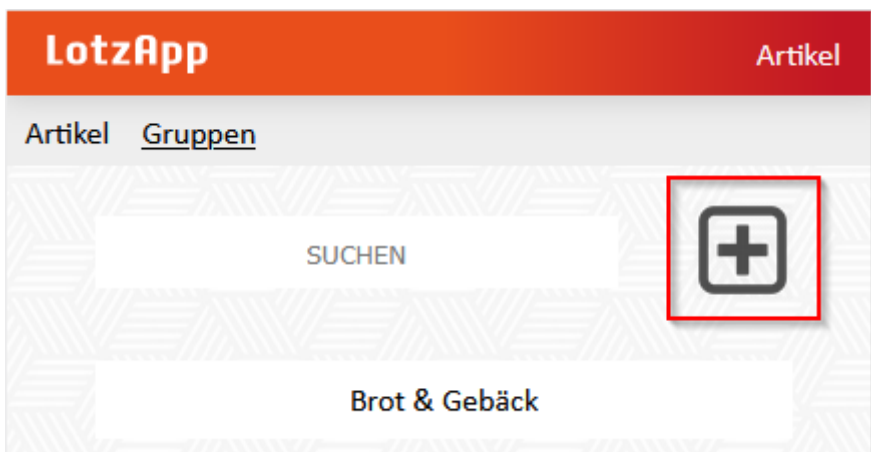 LotzApp
Artikel
Artikel Gruppen
SUCHEN
Brot & Gebäck